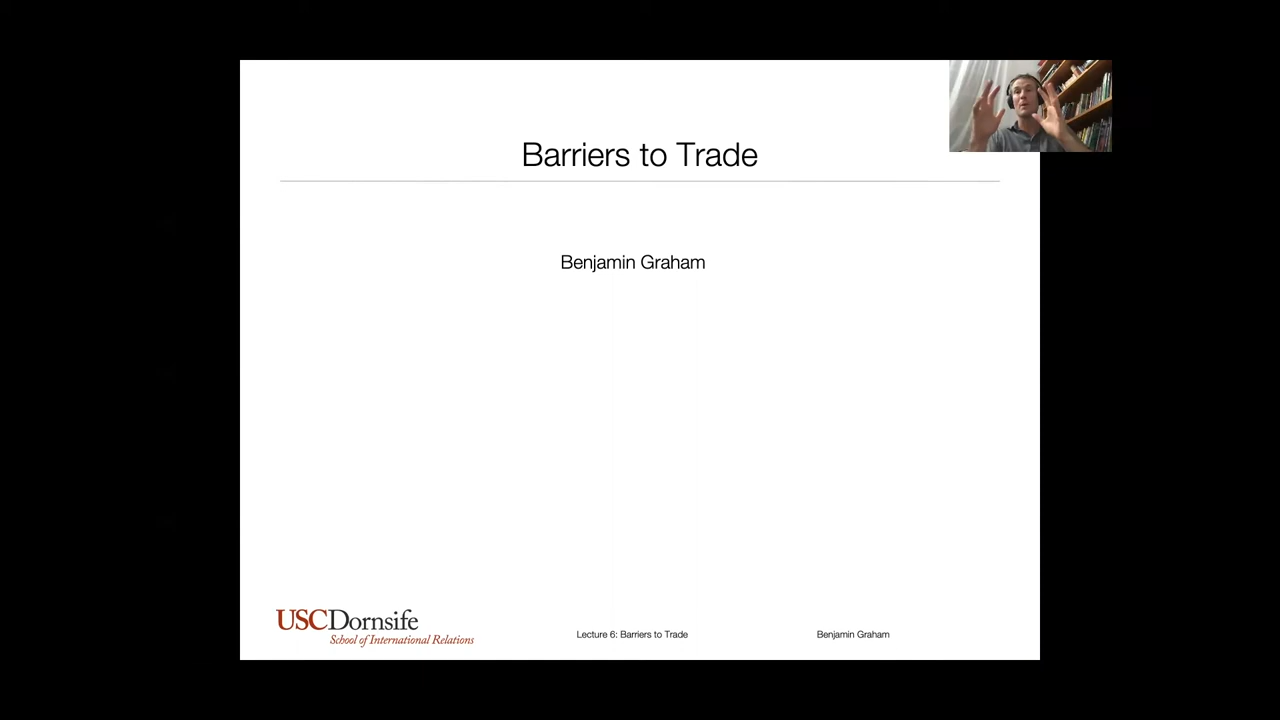 Barriers to Trade
Benjamin Graham
USCDornsife
School of International Relations
Lecture 6: Barriers to Trade
Benjamin Graham